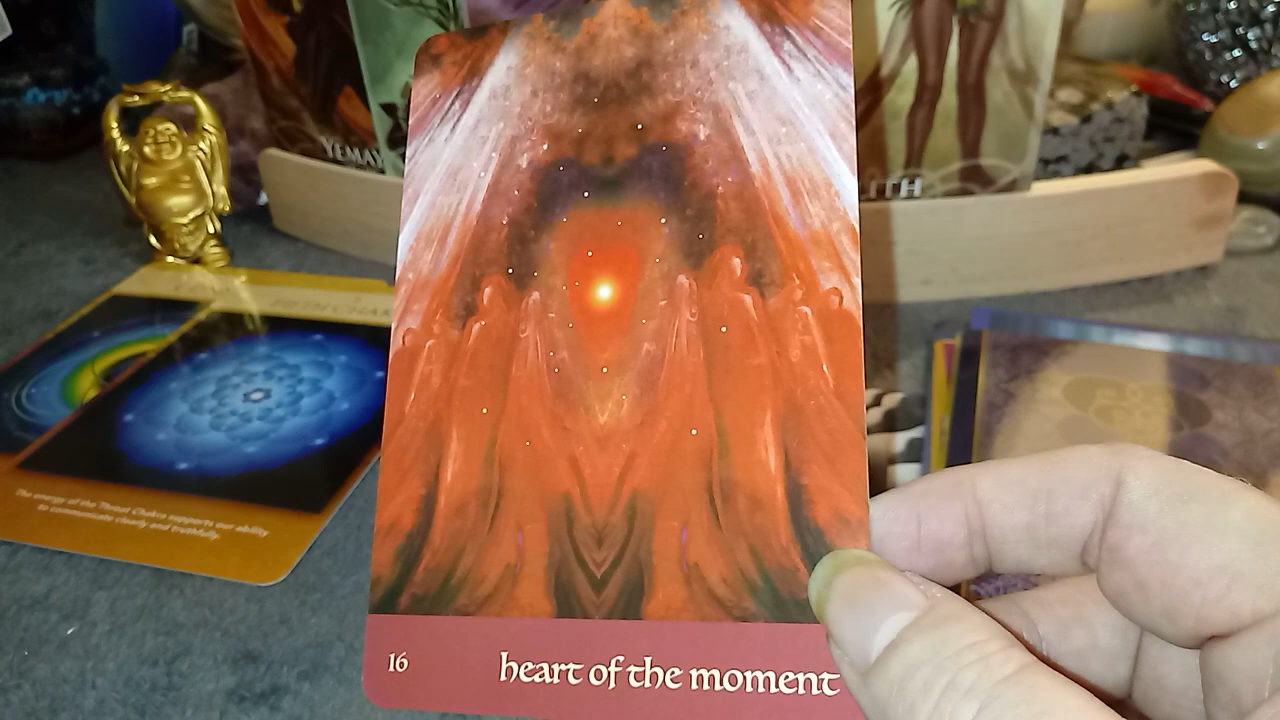 YEMAY
ITH
The energy of the Throat Chakra supports our ability
to communicate clearly and truthfully.
16
heart of the moment